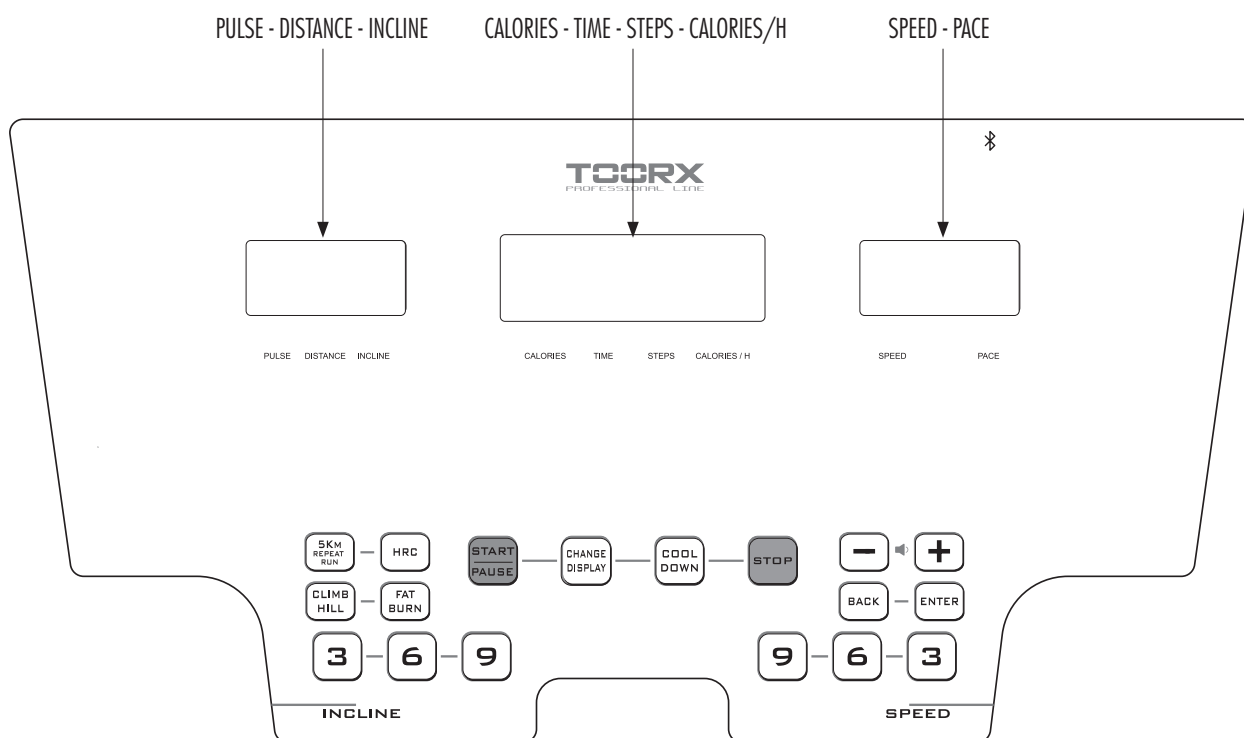 PULSE - DISTANCE - INCLINE
CALORIES - TIME - STEPS - CALORIES/H
SPEED - PACE
TOORX
PROFESSIONAL LINE
PULSE DISTANCE INCLINE
CALORIES TIME STEPS CALORIES / H
SPEED PACE
5KM
REPEAT
RUN
HRC
START
PAUSE
CHANGE
DISPLAY
COOL
DOWN
STOP
- +
CLIMB
HILL
FAT
BURN
BACK
ENTER
3 - 6 - 9
9 - 6 - 3
INCLINE
SPEED